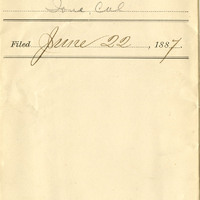 Ione, Cal
Filed June 22, 1887.